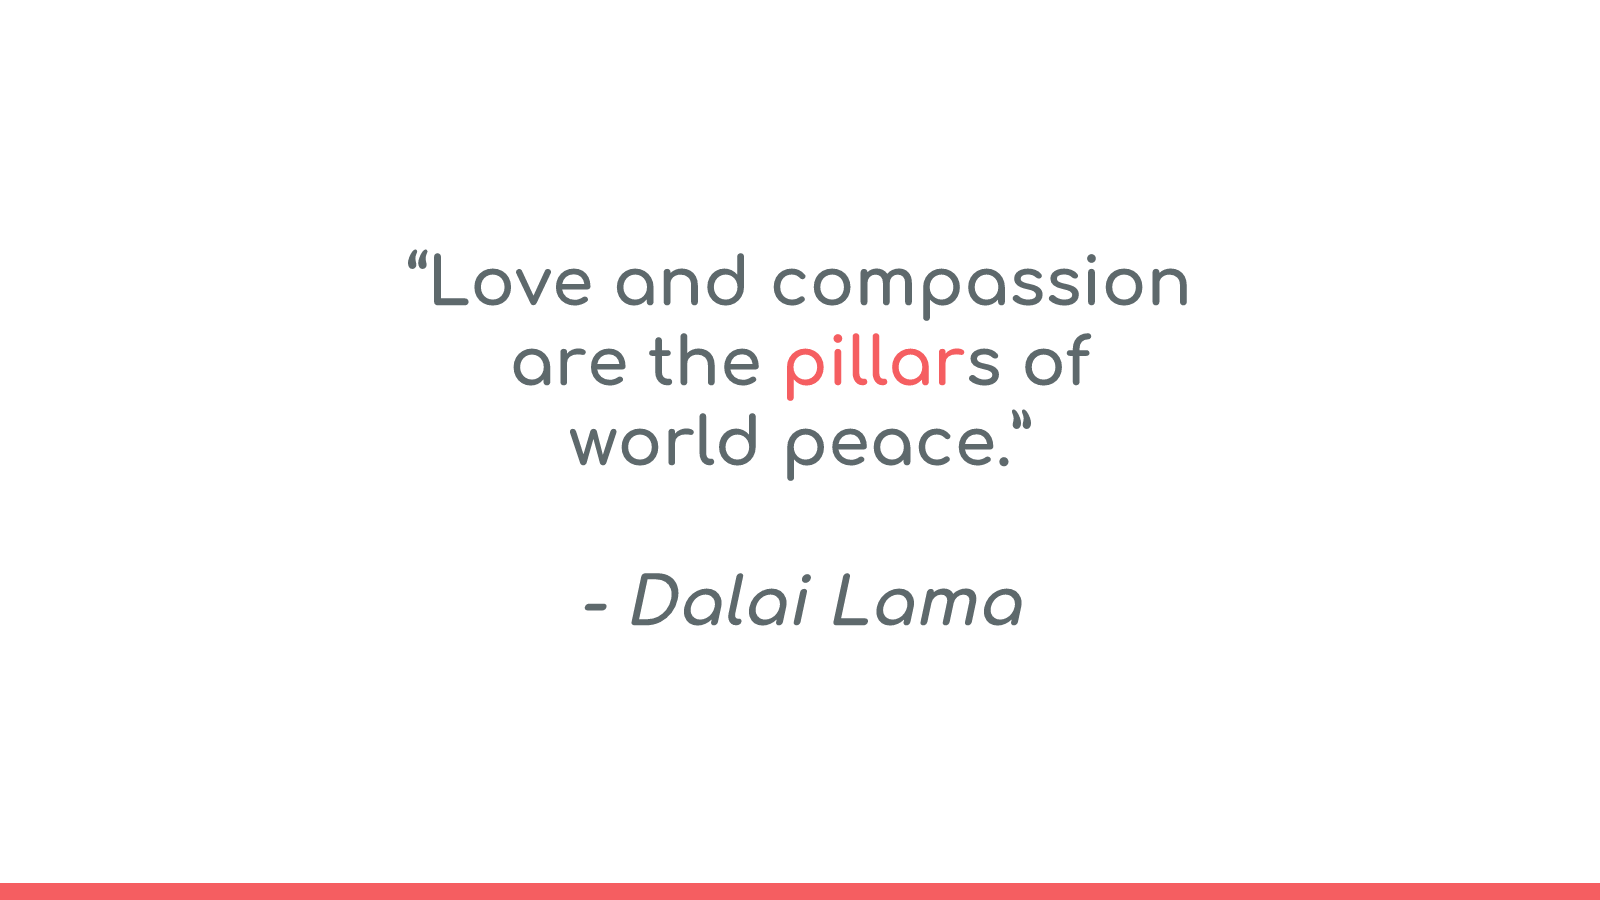 “Love and compassion
are the pillars of
world peace.”
- Dalai Lama